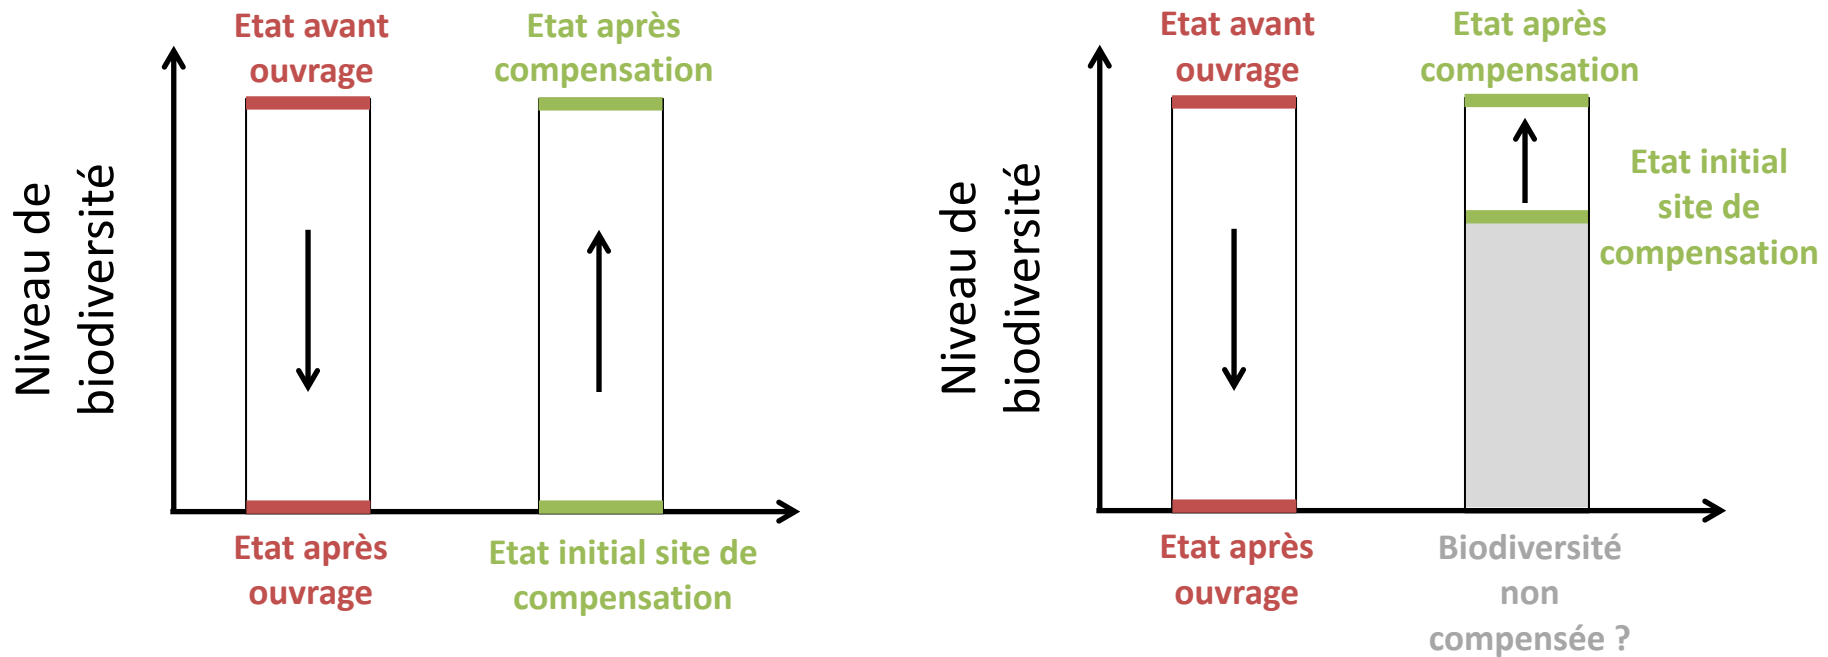 Etat avant
ouvrage
Etat après
compensation
Niveau de
biodiversité
Etat après
ouvrage
Etat initial site de
compensation
Etat avant
ouvrage
Etat après
compensation
Niveau de
biodiversité
Etat initial
site de
compensation
Etat après
ouvrage
Biodiversité
non
compensée ?